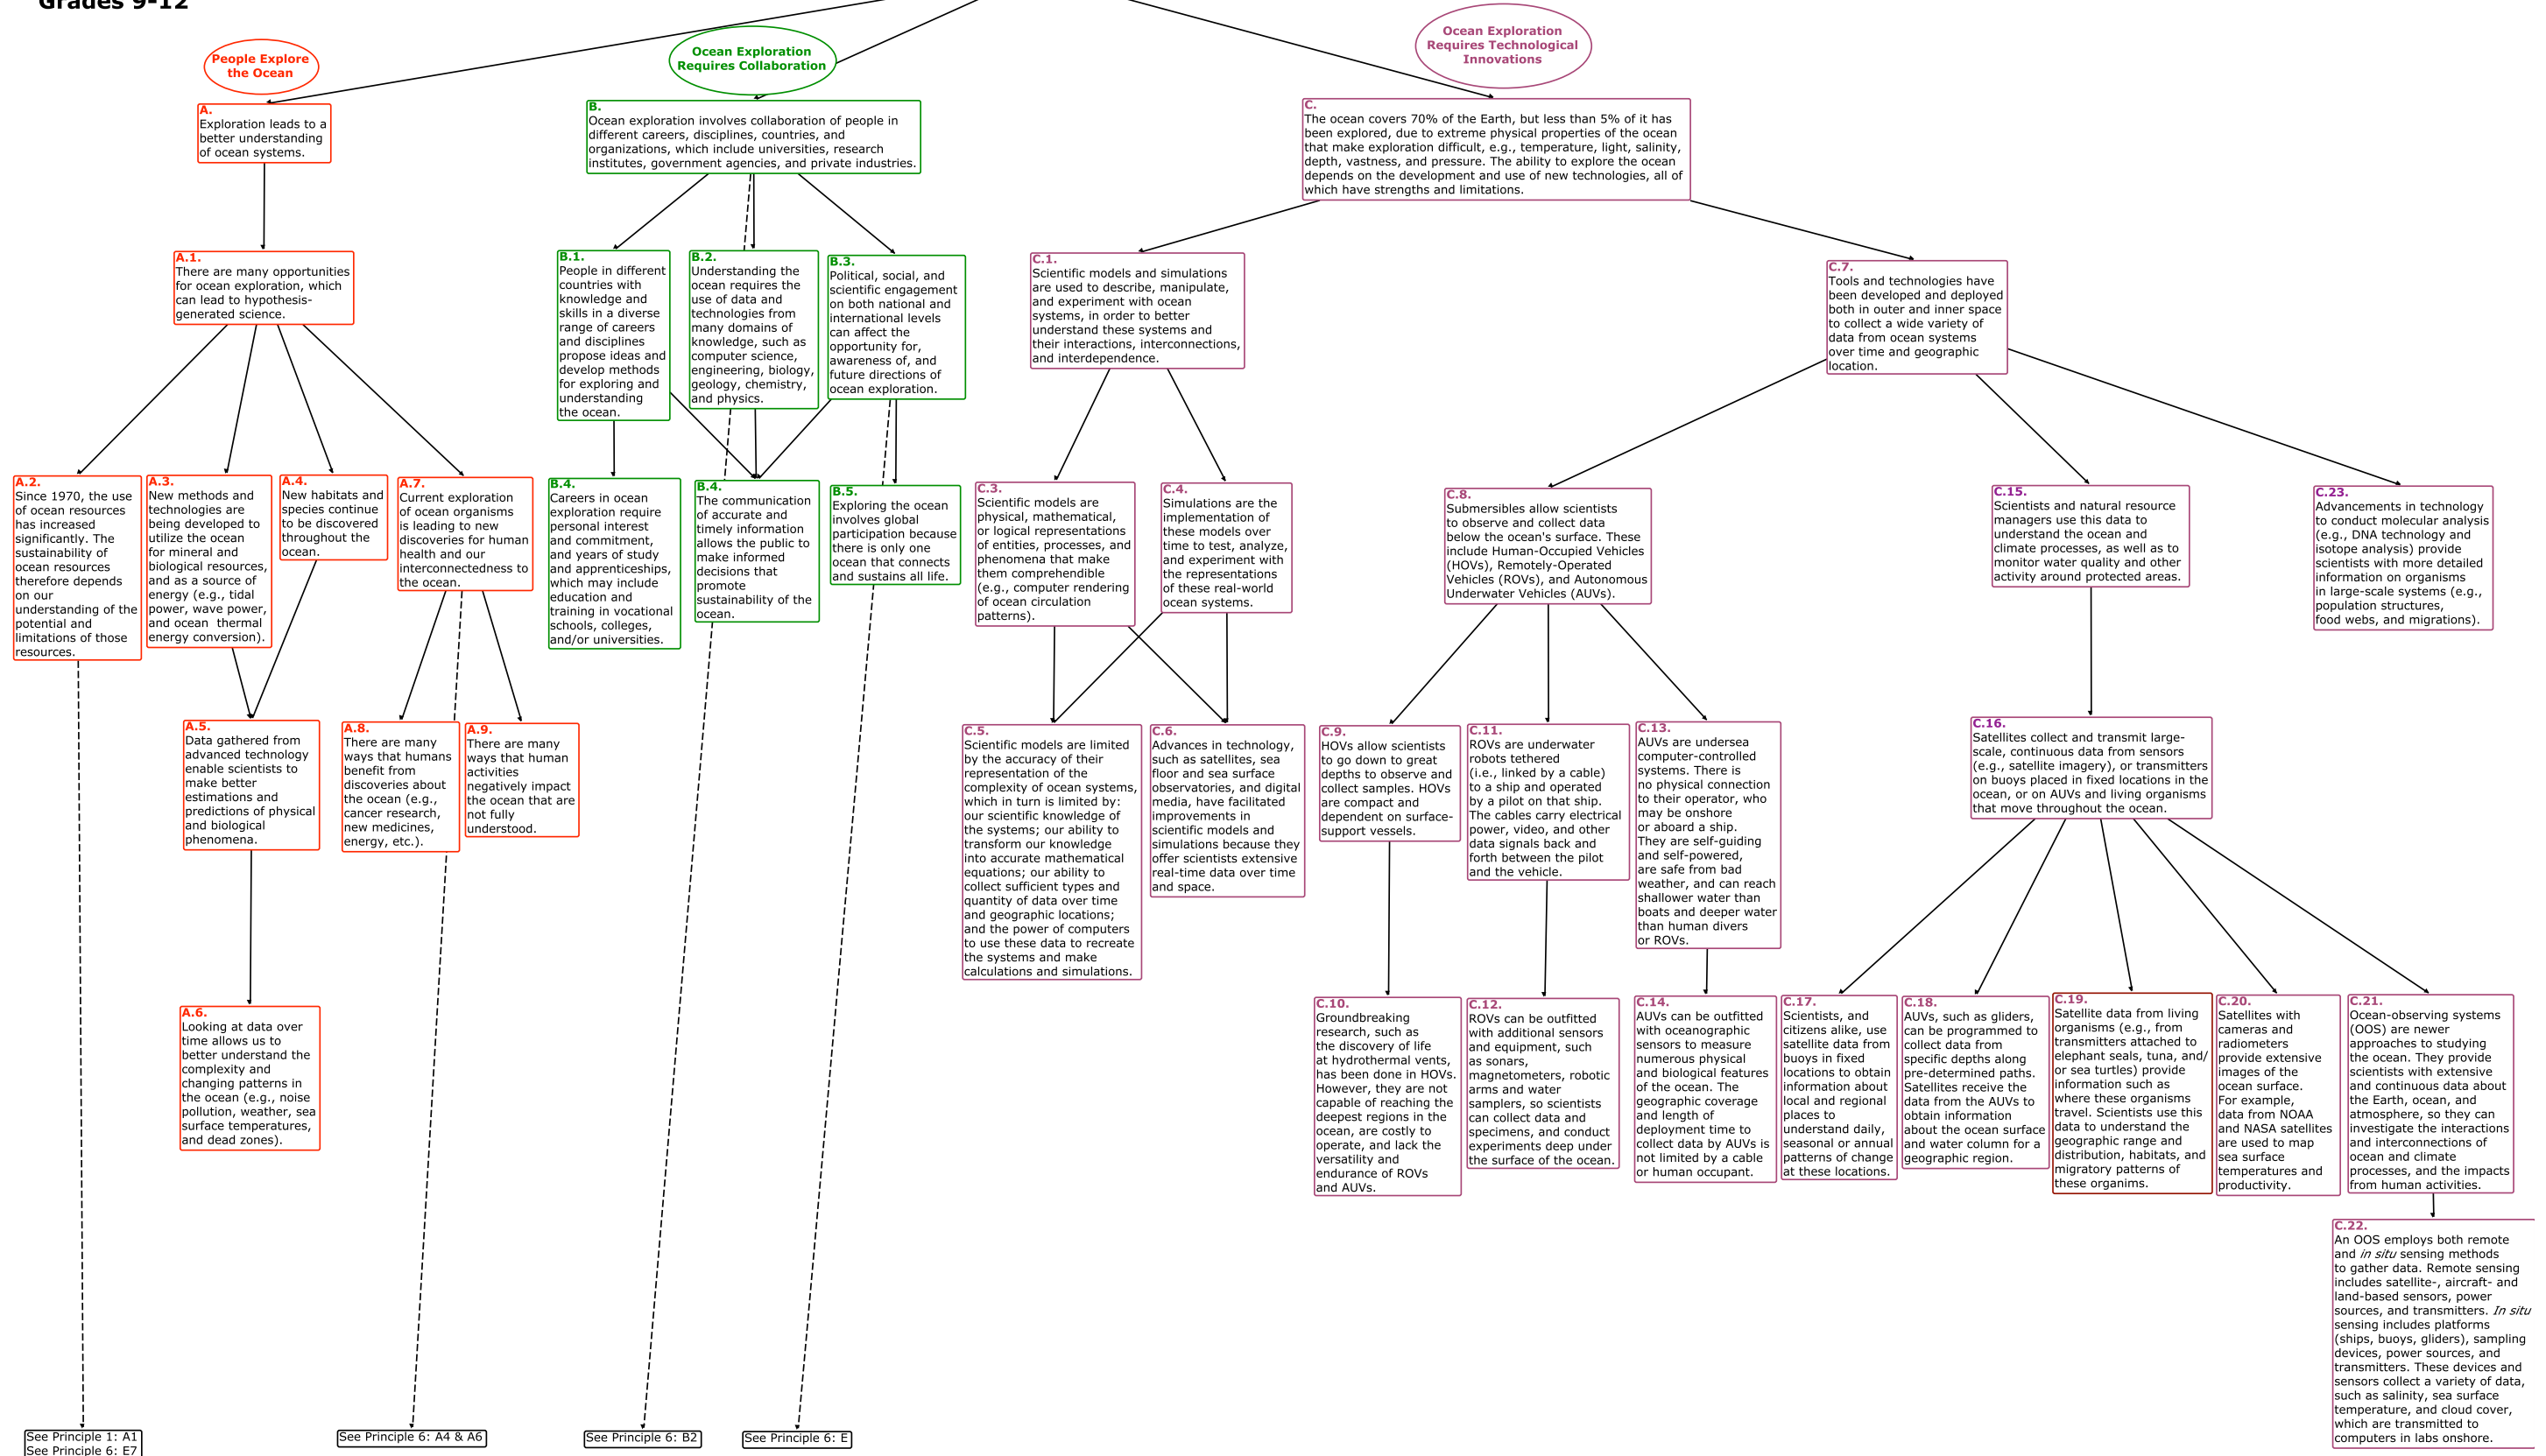 Grades 9-12
People Explore
the Ocean
Ocean Exploration
Requires Collaboration
Ocean Exploration
Requires Technological
Innovations
A.
Exploration leads to a
better understanding
of ocean systems.
B.
Ocean exploration involves collaboration of people in
different careers, disciplines, countries, and
organizations, which include universities, research
institutes, government agencies, and private industries.
C.
The ocean covers 70% of the Earth, but less than 5% of it has
been explored, due to extreme physical properties of the ocean
that make exploration difficult, e.g., temperature, light, salinity,
depth, vastness, and pressure. The ability to explore the ocean
depends on the development and use of new technologies, all of
which have strengths and limitations.
A.1.
There are many opportunities
for ocean exploration, which
can lead to hypothesis-
generated science.
B.1.
People in different
countries with
knowledge and
skills in a diverse
range of careers
and disciplines
propose ideas and
develop methods
for exploring and
understanding
the ocean.
B.2.
Understanding the
ocean requires the
use of data and
technologies from
many domains of
knowledge, such as
computer science,
engineering, biology,
geology, chemistry,
and physics.
B.3.
Political, social, and
scientific engagement
on both national and
international levels
can affect the
opportunity for,
awareness of, and
future directions of
ocean exploration.
C.1.
Scientific models and simulations
are used to describe, manipulate,
and experiment with ocean
systems, in order to better
understand these systems and
their interactions, interconnections,
and interdependence.
C.7.
Tools and technologies have
been developed and deployed
both in outer and inner space
to collect a wide variety of
data from ocean systems
over time and geographic
location.
A.2.
Since 1970, the use
of ocean resources
has increased
significantly. The
sustainability of
ocean resources
therefore depends
on our
understanding of the
potential and
limitations of those
resources.
A.3.
New methods and
technologies are
being developed to
utilize the ocean
for mineral and
biological resources,
and as a source of
energy (e.g., tidal
power, wave power,
and ocean  thermal
energy conversion).
A.4.
New habitats and
species continue
to be discovered
throughout the
ocean.
A.7.
Current exploration
of ocean organisms
is leading to new
discoveries for human
health and our
interconnectedness to
the ocean.
B.4.
Careers in ocean
exploration require
personal interest
and commitment,
and years of study
and apprenticeships,
which may include
education and
training in vocational
schools, colleges,
and/or universities.
B.4.
The communication
of accurate and
timely information
allows the public to
make informed
decisions that
promote
sustainability of the
ocean.
B.5.
Exploring the ocean
involves global
participation because
there is only one
ocean that connects
and sustains all life.
C.3.
Scientific models are
physical, mathematical,
or logical representations
of entities, processes, and
phenomena that make
them comprehendible
(e.g., computer rendering
of ocean circulation
patterns).
C.4.
Simulations are the
implementation of
these models over
time to test, analyze,
and experiment with
the representations
of these real-world
ocean systems.
C.8.
Submersibles allow scientists
to observe and collect data
below the ocean's surface. These
include Human-Occupied Vehicles
(HOVs), Remotely-Operated
Vehicles (ROVs), and Autonomous
Underwater Vehicles (AUVs).
C.15.
Scientists and natural resource
managers use this data to
understand the ocean and
climate processes, as well as to
monitor water quality and other
activity around protected areas.
C.23.
Advancements in technology
to conduct molecular analysis
(e.g., DNA technology and
isotope analysis) provide
scientists with more detailed
information on organisms
in large-scale systems (e.g.,
population structures,
food webs, and migrations).
A.5.
Data gathered from
advanced technology
enable scientists to
make better
estimations and
predictions of physical
and biological
phenomena.
A.8.
There are many
ways that humans
benefit from
discoveries about
the ocean (e.g.,
cancer research,
new medicines,
energy, etc.).
A.9.
There are many
ways that human
activities
negatively impact
the ocean that are
not fully
understood.
C.5.
Scientific models are limited
by the accuracy of their
representation of the
complexity of ocean systems,
which in turn is limited by:
our scientific knowledge of
the systems; our ability to
transform our knowledge
into accurate mathematical
equations; our ability to
collect sufficient types and
quantity of data over time
and geographic locations;
and the power of computers
to use these data to recreate
the systems and make
calculations and simulations.
C.6.
Advances in technology,
such as satellites, sea
floor and sea surface
observatories, and digital
media, have facilitated
improvements in
scientific models and
simulations because they
offer scientists extensive
real-time data over time
and space.
C.9.
HOVs allow scientists
to go down to great
depths to observe and
collect samples. HOVs
are compact and
dependent on surface-
support vessels.
C.11.
ROVs are underwater
robots tethered
(i.e., linked by a cable)
to a ship and operated
by a pilot on that ship.
The cables carry electrical
power, video, and other
data signals back and
forth between the pilot
and the vehicle.
C.13.
AUVs are undersea
computer-controlled
systems. There is
no physical connection
to their operator, who
may be onshore
or aboard a ship.
They are self-guiding
and self-powered,
are safe from bad
weather, and can reach
shallower water than
boats and deeper water
than human divers
or ROVs.
C.16.
Satellites collect and transmit large-
scale, continuous data from sensors
(e.g., satellite imagery), or transmitters
on buoys placed in fixed locations in the
ocean, or on AUVs and living organisms
that move throughout the ocean.
A.6.
Looking at data over
time allows us to
better understand the
complexity and
changing patterns in
the ocean (e.g., noise
pollution, weather, sea
surface temperatures,
and dead zones).
C.10.
Groundbreaking
research, such as
the discovery of life
at hydrothermal vents,
has been done in HOVs.
However, they are not
capable of reaching the
deepest regions in the
ocean, are costly to
operate, and lack the
versatility and
endurance of ROVs
and AUVs.
C.12.
ROVs can be outfitted
with additional sensors
and equipment, such
as sonars,
magnetometers, robotic
arms and water
samplers, so scientists
can collect data and
specimens, and conduct
experiments deep under
the surface of the ocean.
C.14.
AUVs can be outfitted
with oceanographic
sensors to measure
numerous physical
and biological features
of the ocean. The
geographic coverage
and length of
deployment time to
collect data by AUVs is
not limited by a cable
or human occupant.
C.17.
Scientists, and
citizens alike, use
satellite data from
buoys in fixed
locations to obtain
information about
local and regional
places to
understand daily,
seasonal or annual
patterns of change
at these locations.
C.18.
AUVs, such as gliders,
can be programmed to
collect data from
specific depths along
pre-determined paths.
Satellites receive the
data from the AUVs to
obtain information
about the ocean surface
and water column for a
geographic region.
C.19.
Satellite data from living
organisms (e.g., from
transmitters attached to
elephant seals, tuna, and/
or sea turtles) provide
information such as
where these organisms
travel. Scientists use this
data to understand the
geographic range and
distribution, habitats, and
migratory patterns of
these organims.
C.20.
Satellites with
cameras and
radiometers
provide extensive
images of the
ocean surface.
For example,
data from NOAA
and NASA satellites
are used to map
sea surface
temperatures and
productivity.
C.21.
Ocean-observing systems
(OOS) are newer
approaches to studying
the ocean. They provide
scientists with extensive
and continuous data about
the Earth, ocean, and
atmosphere, so they can
investigate the interactions
and interconnections of
ocean and climate
processes, and the impacts
from human activities.
C.22.
An OOS employs both remote
and in situ sensing methods
to gather data. Remote sensing
includes satellite-, aircraft- and
land-based sensors, power
sources, and transmitters. In situ
sensing includes platforms
(ships, buoys, gliders), sampling
devices, power sources, and
transmitters. These devices and
sensors collect a variety of data,
such as salinity, sea surface
temperature, and cloud cover,
which are transmitted to
computers in labs onshore.
See Principle 1: A1
See Principle 6: E7
See Principle 6: A4 & A6
See Principle 6: B2
See Principle 6: E